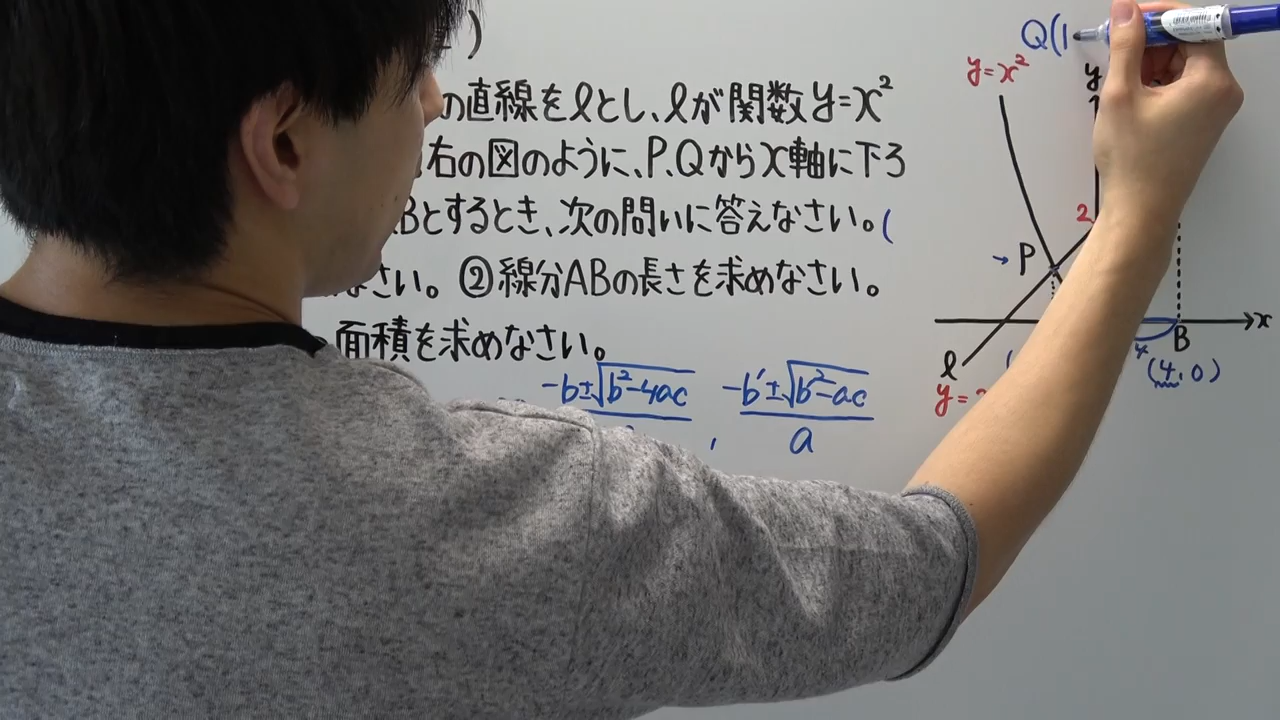 )
の直線をℓとし、ℓが関数y=x²
右の図のように、P、Qからx軸に下ろ
Bとするとき、次の問いに答えなさい。(
なさい。②線分ABの長さを求めなさい。
面積を求めなさい。
-b±√b²-4ac , -b'±√b'²-ac
a
Q(1
y=x²
y
2
P
x
B
ℓ
4
(4,0)
y=
(